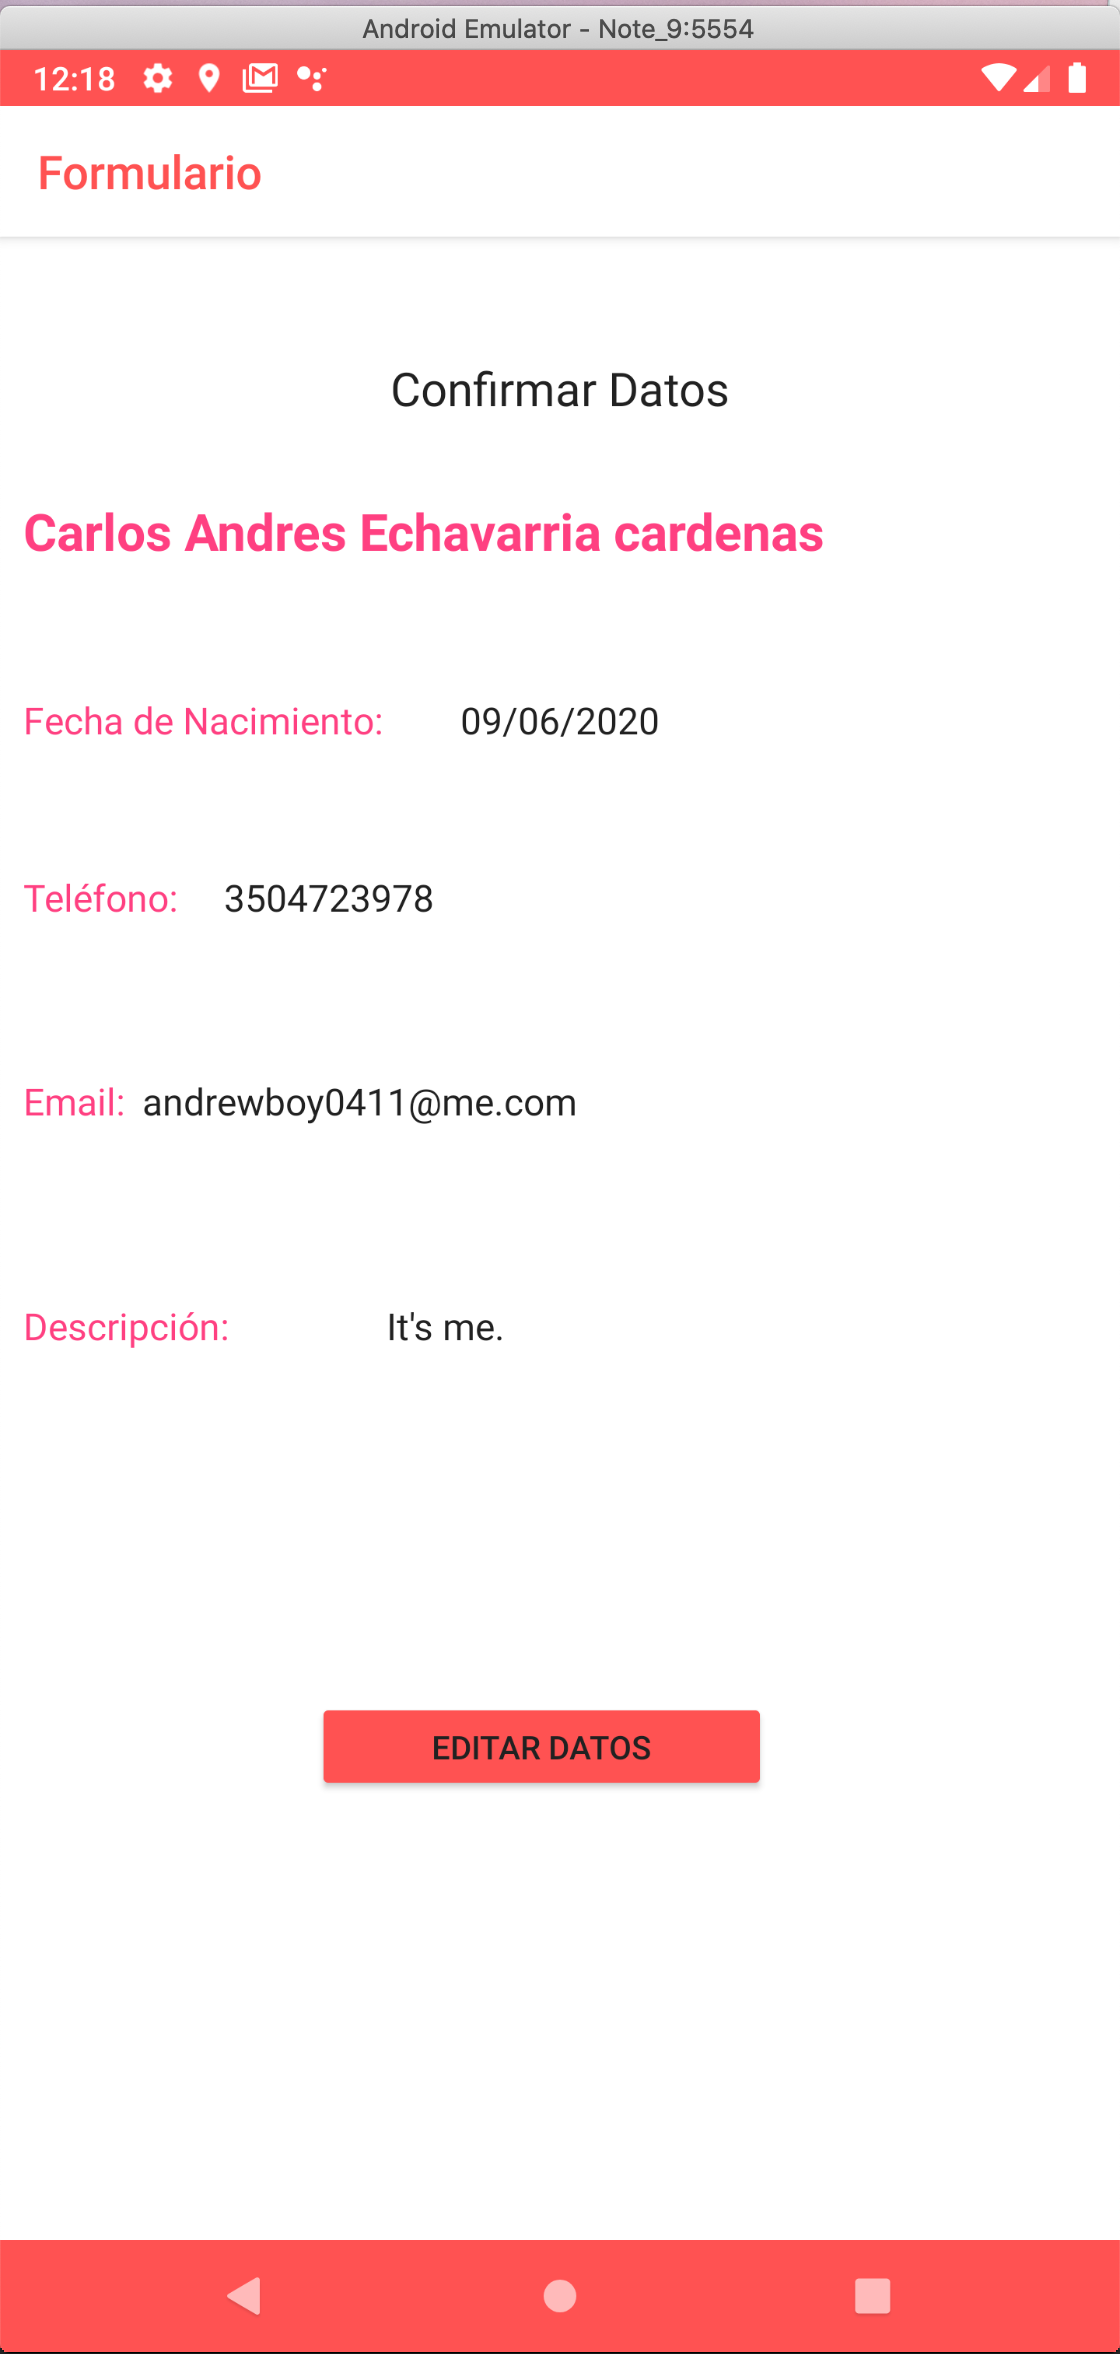 Android Emulator - Note_9:5554
12:18
Formulario
Confirmar Datos
Carlos Andres Echavarria cardenas
Fecha de Nacimiento: 09/06/2020
Teléfono: 3504723978
Email: andrewboy0411@me.com
Descripción: It's me.
EDITAR DATOS